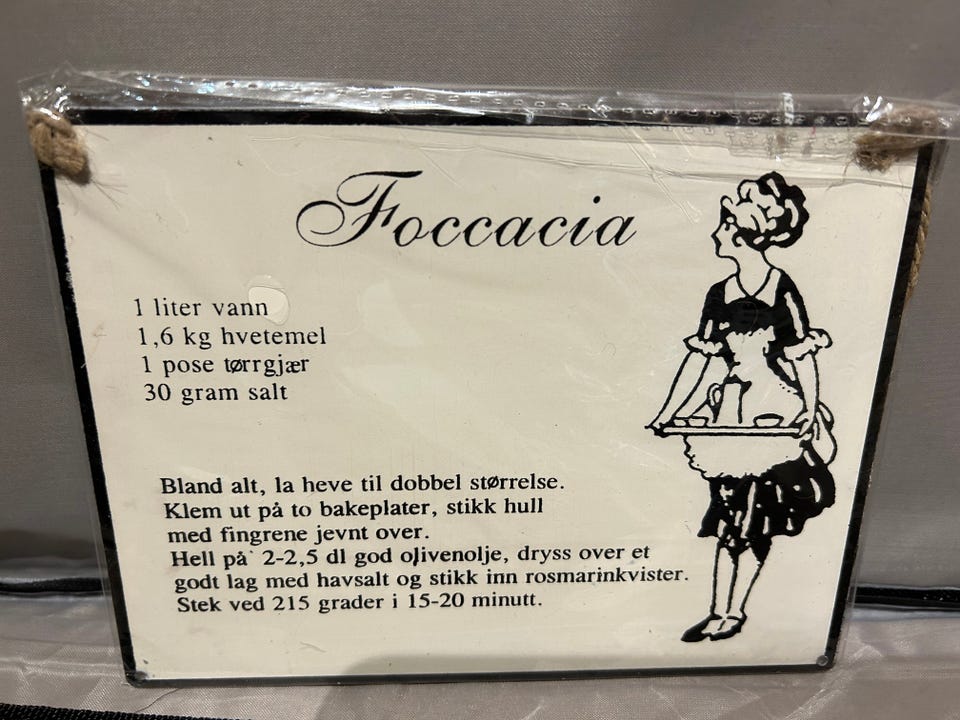 Foccacia
1 liter vann
1,6 kg hvetemel
1 pose tørrgjær
30 gram salt
Bland alt, la heve til dobbel størrelse.
Klem ut på to bakeplater, stikk hull
med fingrene jevnt over.
Hell på 2-2,5 dl god olivenolje, dryss over et
godt lag med havsalt og stikk inn rosmarinkvister.
Stek ved 215 grader i 15-20 minutt.